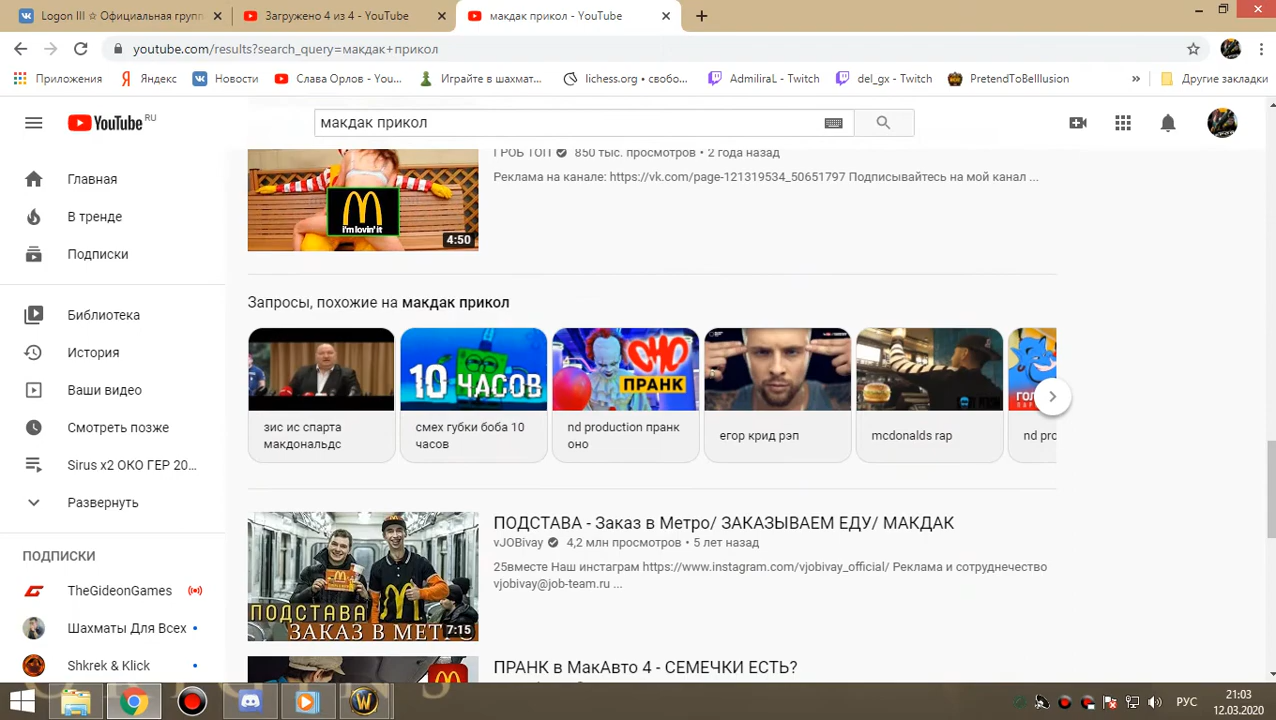 Logon III ☆ Официальная групп
Загружено 4 из 4 - YouTube
макдак прикол - YouTube
youtube.com/results?search_query=макдак+прикол
Приложения
Яндекс
Новости
Слава Орлов - You...
Играйте в шахмат...
lichess.org • свобо...
AdmiralL - Twitch
del_gx - Twitch
PretendToBeIllusion
»
Другие закладки
YouTube RU
макдак прикол
Главная
В тренде
Подписки
Библиотека
История
Ваши видео
Смотреть позже
Sirus x2 ОКО ГЕР 20...
Развернуть
ПОДПИСКИ
TheGideonGames
Шахматы Для Всех
Shkrek & Klick
i'm lovin' it
4:50
ГРОБ ТОП 850 тыс. просмотров • 2 года назад
Реклама на канале: https://vk.com/page-121319534_50651797 Подписывайтесь на мой канал ...
Запросы, похожие на макдак прикол
10 ЧАСОВ
ОНО
ПРАНК
зис ис спарта
макдональдс
смех губки боба 10
часов
nd production пранк
оно
егор крид рэп
mcdonalds rap
nd pro
ПОДСТАВА
ЗАКАЗ В МЕТРО
7:15
ПОДСТАВА - Заказ в Метро/ ЗАКАЗЫВАЕМ ЕДУ/ МАКДАК
vJOBivay 4,2 млн просмотров • 5 лет назад
25вместе Наш инстаграм https://www.instagram.com/vjobivay_official/ Реклама и сотруднечество
vjobivay@job-team.ru ...
ПРАНК в МакАвто 4 - СЕМЕЧКИ ЕСТЬ?
РУС
21:03
12.03.2020